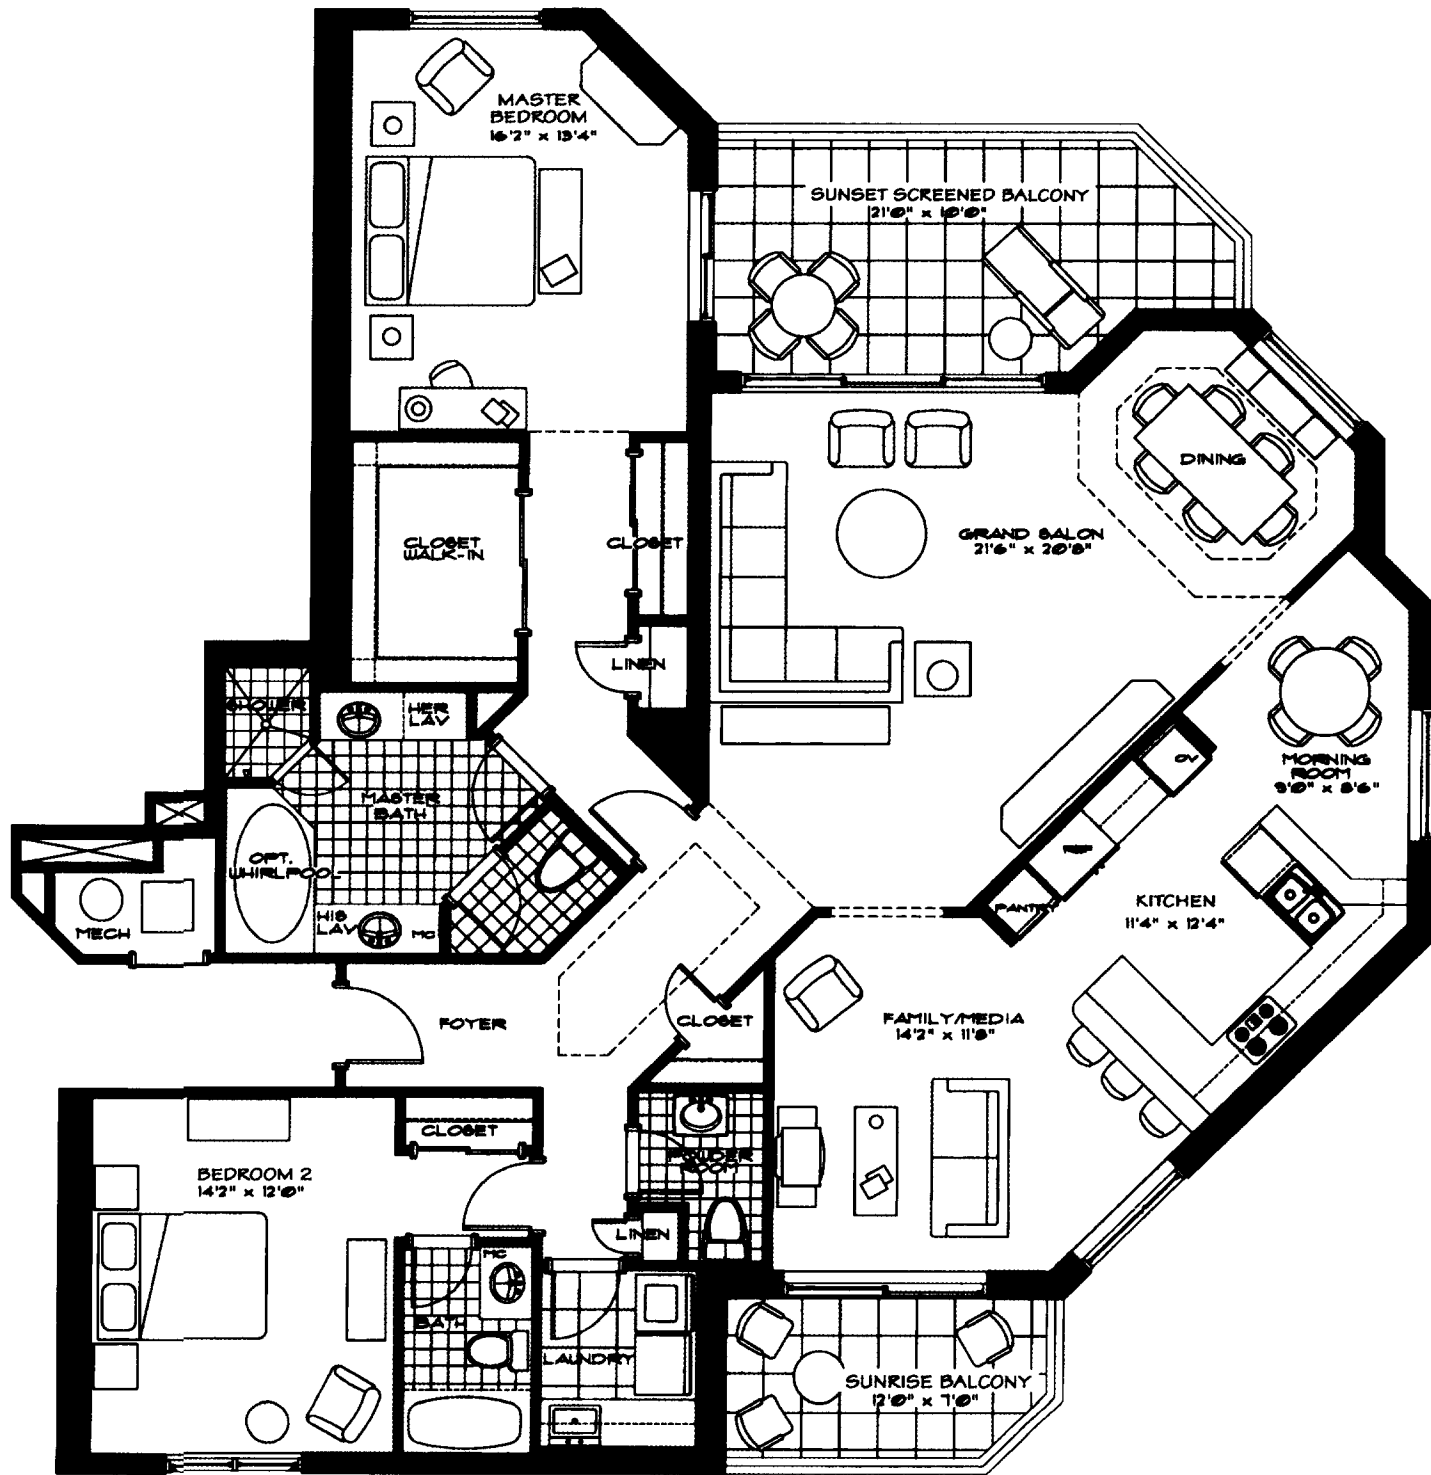 MASTER
BEDROOM
16'2" x 13'4"
SUNSET SCREENED BALCONY
21'0" x 10'0"
DINING
GRAND SALON
21'6" x 20'8"
CLOSET
WALK-IN
CLOSET
LINEN
SHOWER
HER
LAV
MASTER
BATH
OPT.
WHIRLPOOL
HIS
LAV
MC
MECH
OV
REF
PANTRY
MORNING
ROOM
9'0" x 8'6"
KITCHEN
11'4" x 12'4"
FOYER
CLOSET
FAMILY/MEDIA
14'2" x 11'8"
CLOSET
BEDROOM 2
14'2" x 12'0"
POWDER
ROOM
LINEN
MC
BATH
LAUNDRY
SUNRISE BALCONY
12'0" x 7'0"